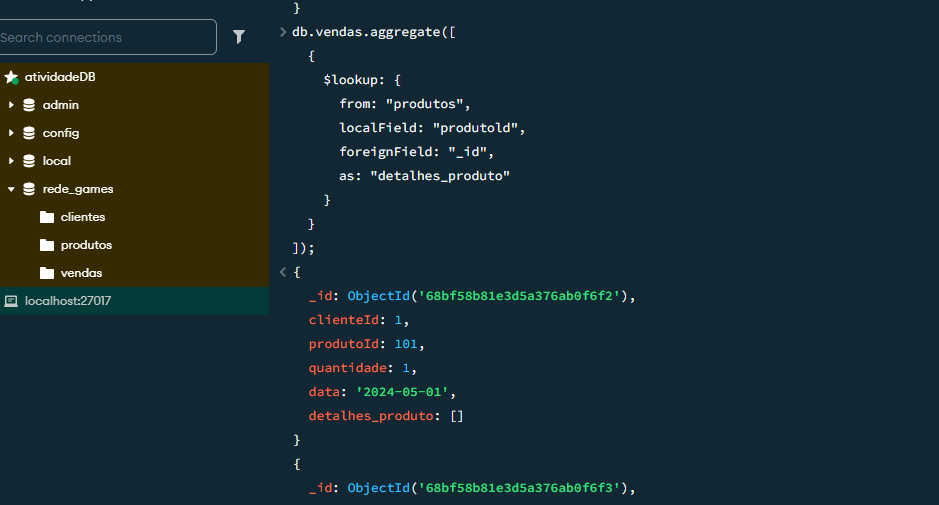 Search connections
atividadeDB
admin
config
local
rede_games
clientes
produtos
vendas
localhost:27017
}
db.vendas.aggregate([
{
$lookup: {
from: "produtos",
localField: "produtold",
foreignField: "_id",
as: "detalhes_produto"
}
}
]);
{
_id: ObjectId('68bf58b81e3d5a376ab0f6f2'),
clienteId: 1,
produtoId: 101,
quantidade: 1,
data: '2024-05-01',
detalhes_produto: []
}
{
_id: ObjectId('68bf58b81e3d5a376ab0f6f3'),